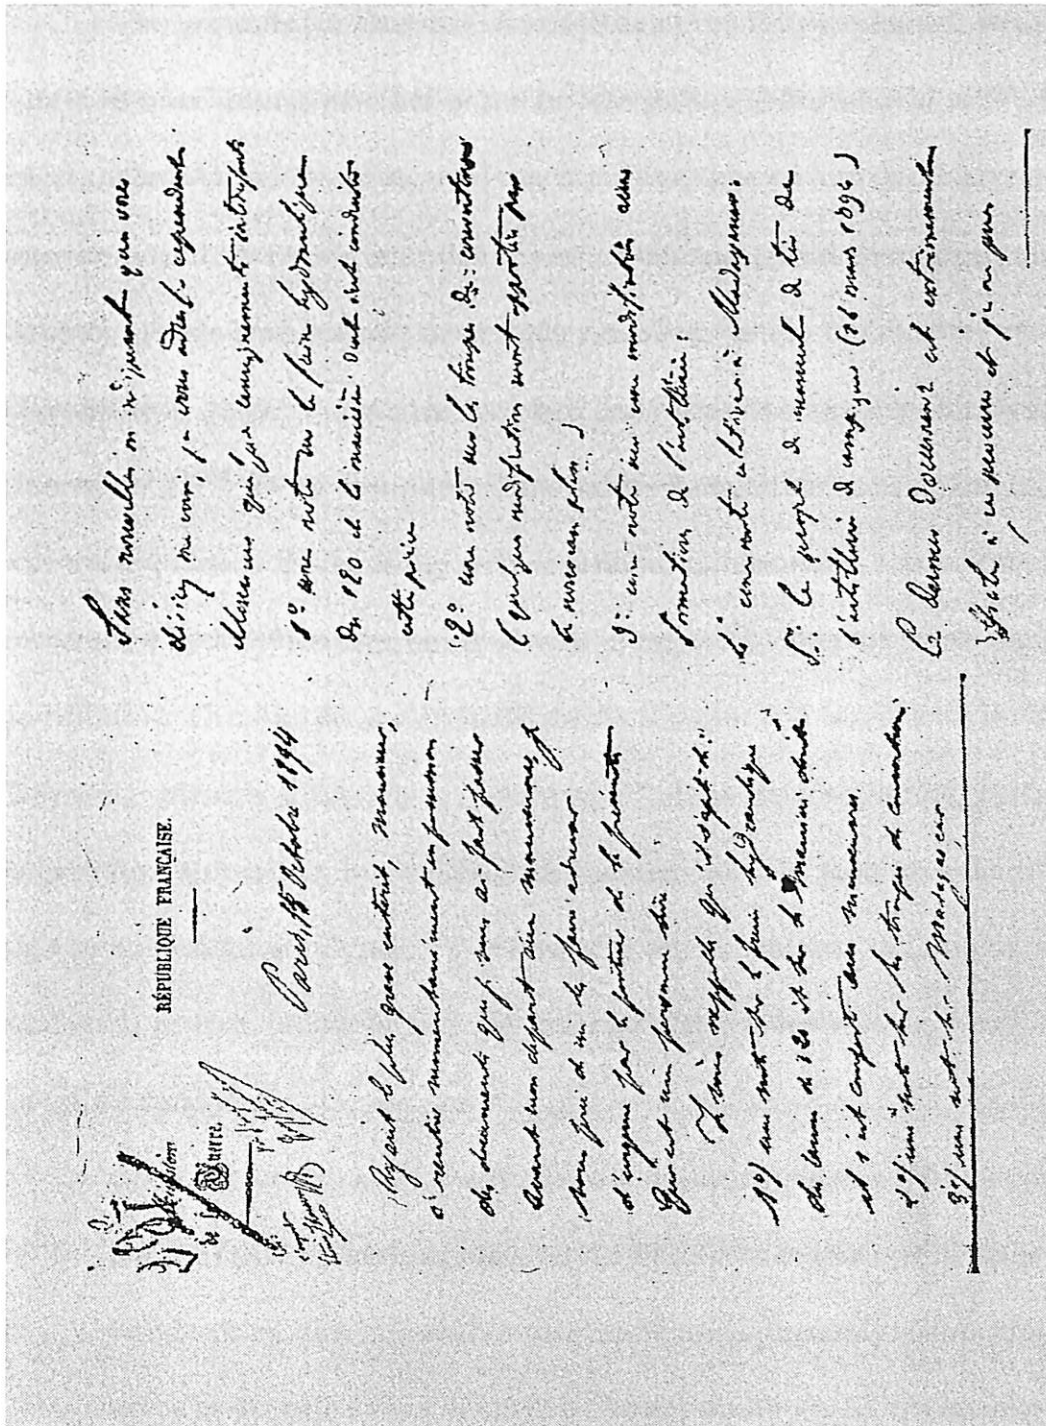 RÉPUBLIQUE FRANÇAISE.
de la Guerre.
Paris, 15 Octobre 1894
Ayant le plus grave intérêt, Monsieur,
à rentrer momentanément en possession
des documents que je vous ai fait passer
avant mon départ aux manœuvres, je
vous prie de me les faire adresser
d'urgence par le porteur de la présente
qui est une personne sûre
Je vous rappelle qu'il s'agit de:
1°/ une note sur le frein hydraulique
du canon de 120 et sur la manière dont
il s'est comporté aux manœuvres
2°/ une note sur les troupes de couverture
3°/ une note sur Madagascar
Sans nouvelles m'indiquant que vous
désirez me voir, je vous adresse cependant
Monsieur quelques renseignements intéressants
1° une note sur le frein hydraulique
du 120 et la manière dont s'est conduite
cette pièce
2° une note sur les troupes de couverture
(quelques modifications seront apportées par
le nouveau plan.)
3° une note sur une modification aux
formations de l'artillerie:
4° une note relative à Madagascar.
5° le projet de manuel de tir de
l'artillerie de campagne (14 mars 1894)
Ce dernier document est extrêmement
difficile à se procurer et je ne puis